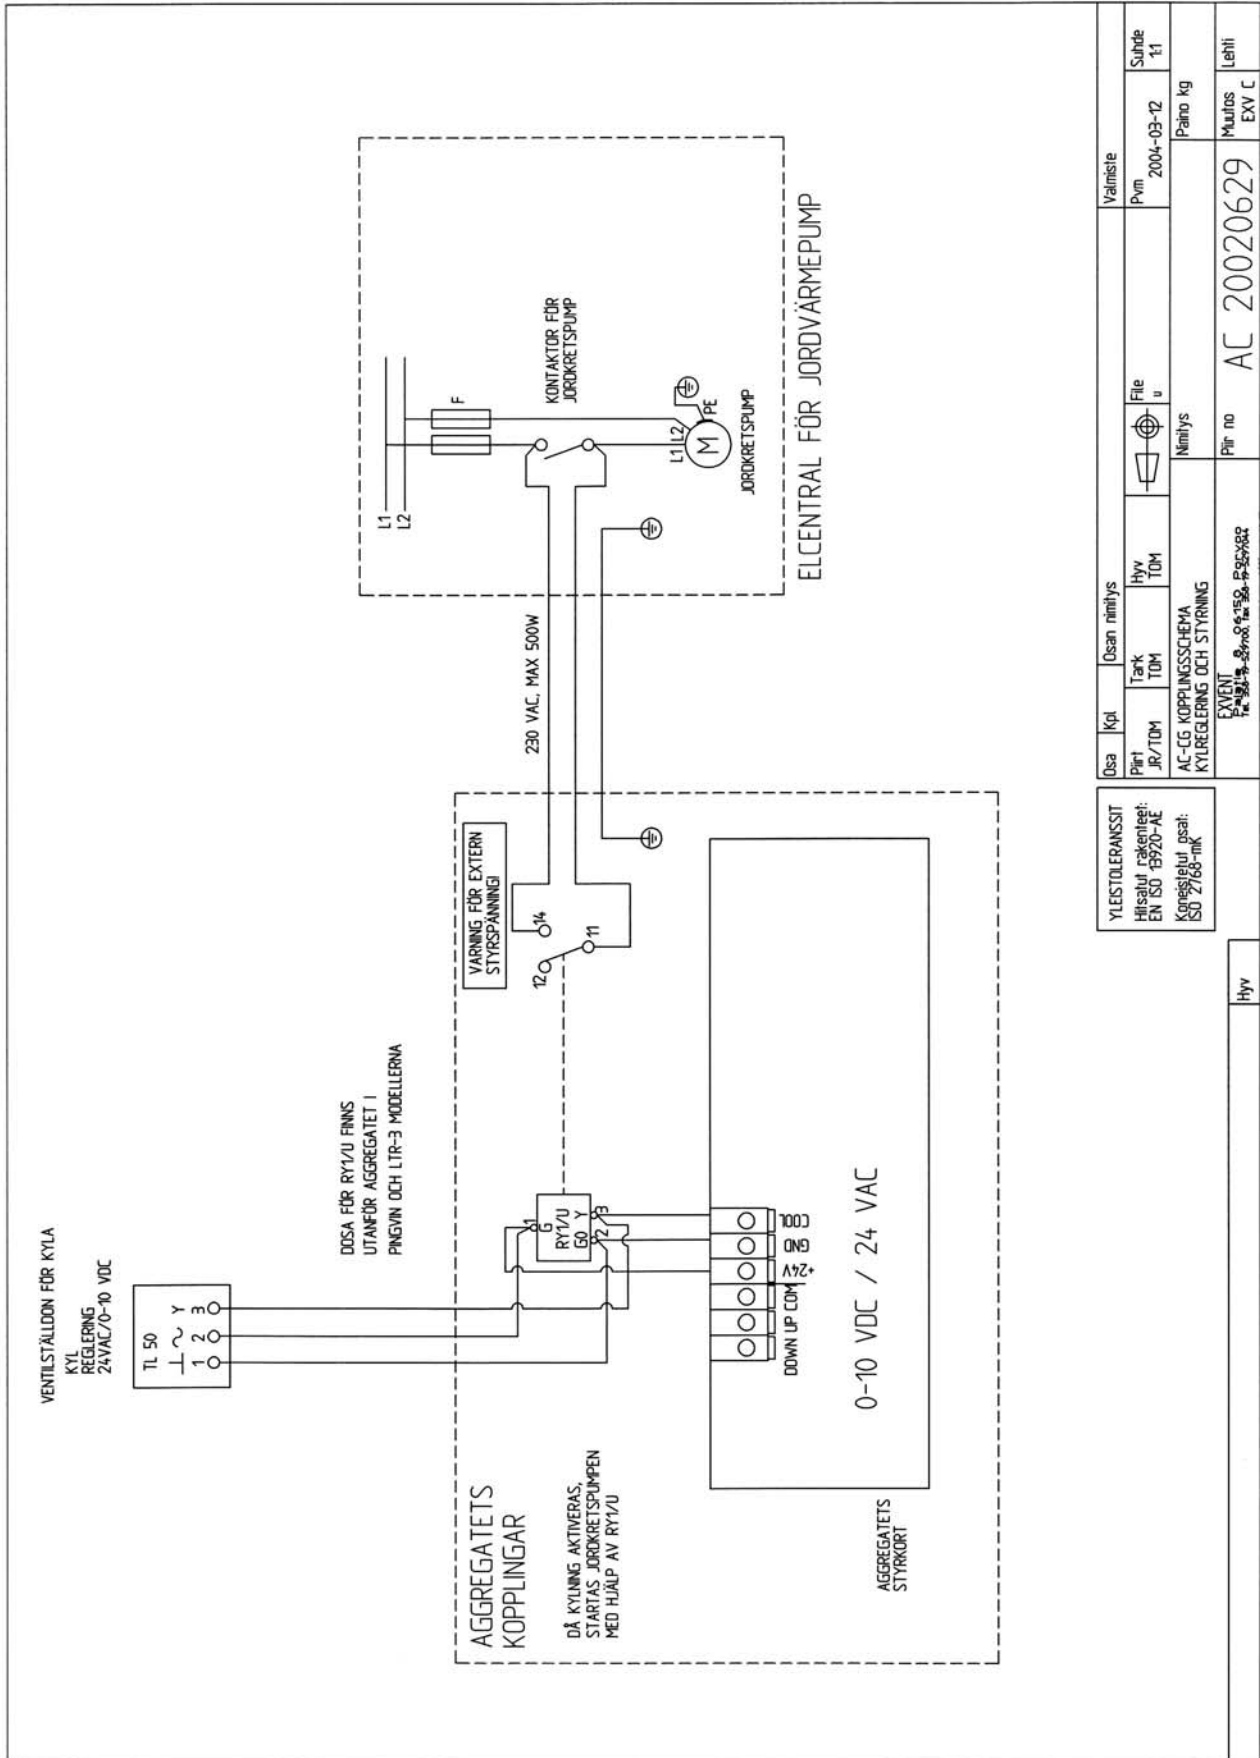 VENTILSTÄLLDON FÖR KYLA
KYL
REGLERING
24VAC/0-10 VDC
TL 50
⊥ ~ Y
1 2 3
DOSA FÖR RY1/U FINNS
UTANFÖR AGGREGATET I
PINGVIN OCH LTR-3 MODELLERNA
AGGREGATETS
KOPPLINGAR
DÅ KYLNING AKTIVERAS,
STARTAS JORDKRETSPUMPEN
MED HJÄLP AV RY1/U
1
G
RY1/U
G0 Y
2 3
VARNING FÖR EXTERN
STYRSPÄNNING!
12
14
11
DOWN UP COM
+24V
GND
COOL
0-10 VDC / 24 VAC
AGGREGATETS
STYRKORT
230 VAC, MAX 500W
L1
L2
F
KONTAKTOR FÖR
JORDKRETSPUMP
L1 L2
M
PE
JORDKRETSPUMP
ELCENTRAL FÖR JORDVÄRMEPUMP
YLEISTOLERANSSIT
Hitsatut rakenteet:
EN ISO 13920-AE
Koneistetut osat:
ISO 2768-mK
Hyv
Osa
Kpl
Osan nimitys
Valmiste
Piirt
JR/TOM
Tark
TOM
Hyv
TOM
File
u
Pvm
2004-03-12
Suhde
1:1
AC-CG KOPPLINGSSCHEMA
KYLREGLERING OCH STYRNING
Nimitys
Paino kg
EXVENT
Piir no
AC 20020629
Muutos
EXV C
Lehti